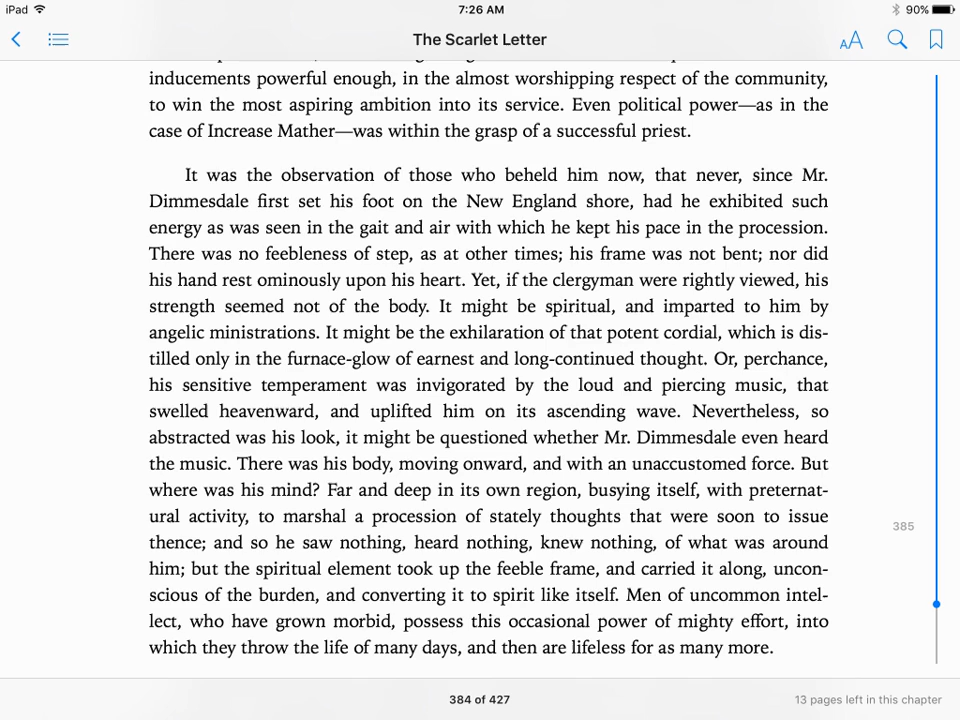 iPad
7:26 AM
90%
The Scarlet Letter
AA
inducements powerful enough, in the almost worshipping respect of the community,
to win the most aspiring ambition into its service. Even political power—as in the
case of Increase Mather—was within the grasp of a successful priest.
It was the observation of those who beheld him now, that never, since Mr.
Dimmesdale first set his foot on the New England shore, had he exhibited such
energy as was seen in the gait and air with which he kept his pace in the procession.
There was no feebleness of step, as at other times; his frame was not bent; nor did
his hand rest ominously upon his heart. Yet, if the clergyman were rightly viewed, his
strength seemed not of the body. It might be spiritual, and imparted to him by
angelic ministrations. It might be the exhilaration of that potent cordial, which is dis-
tilled only in the furnace-glow of earnest and long-continued thought. Or, perchance,
his sensitive temperament was invigorated by the loud and piercing music, that
swelled heavenward, and uplifted him on its ascending wave. Nevertheless, so
abstracted was his look, it might be questioned whether Mr. Dimmesdale even heard
the music. There was his body, moving onward, and with an unaccustomed force. But
where was his mind? Far and deep in its own region, busying itself, with preternat-
ural activity, to marshal a procession of stately thoughts that were soon to issue
thence; and so he saw nothing, heard nothing, knew nothing, of what was around
him; but the spiritual element took up the feeble frame, and carried it along, uncon-
scious of the burden, and converting it to spirit like itself. Men of uncommon intel-
lect, who have grown morbid, possess this occasional power of mighty effort, into
which they throw the life of many days, and then are lifeless for as many more.
385
384 of 427
13 pages left in this chapter